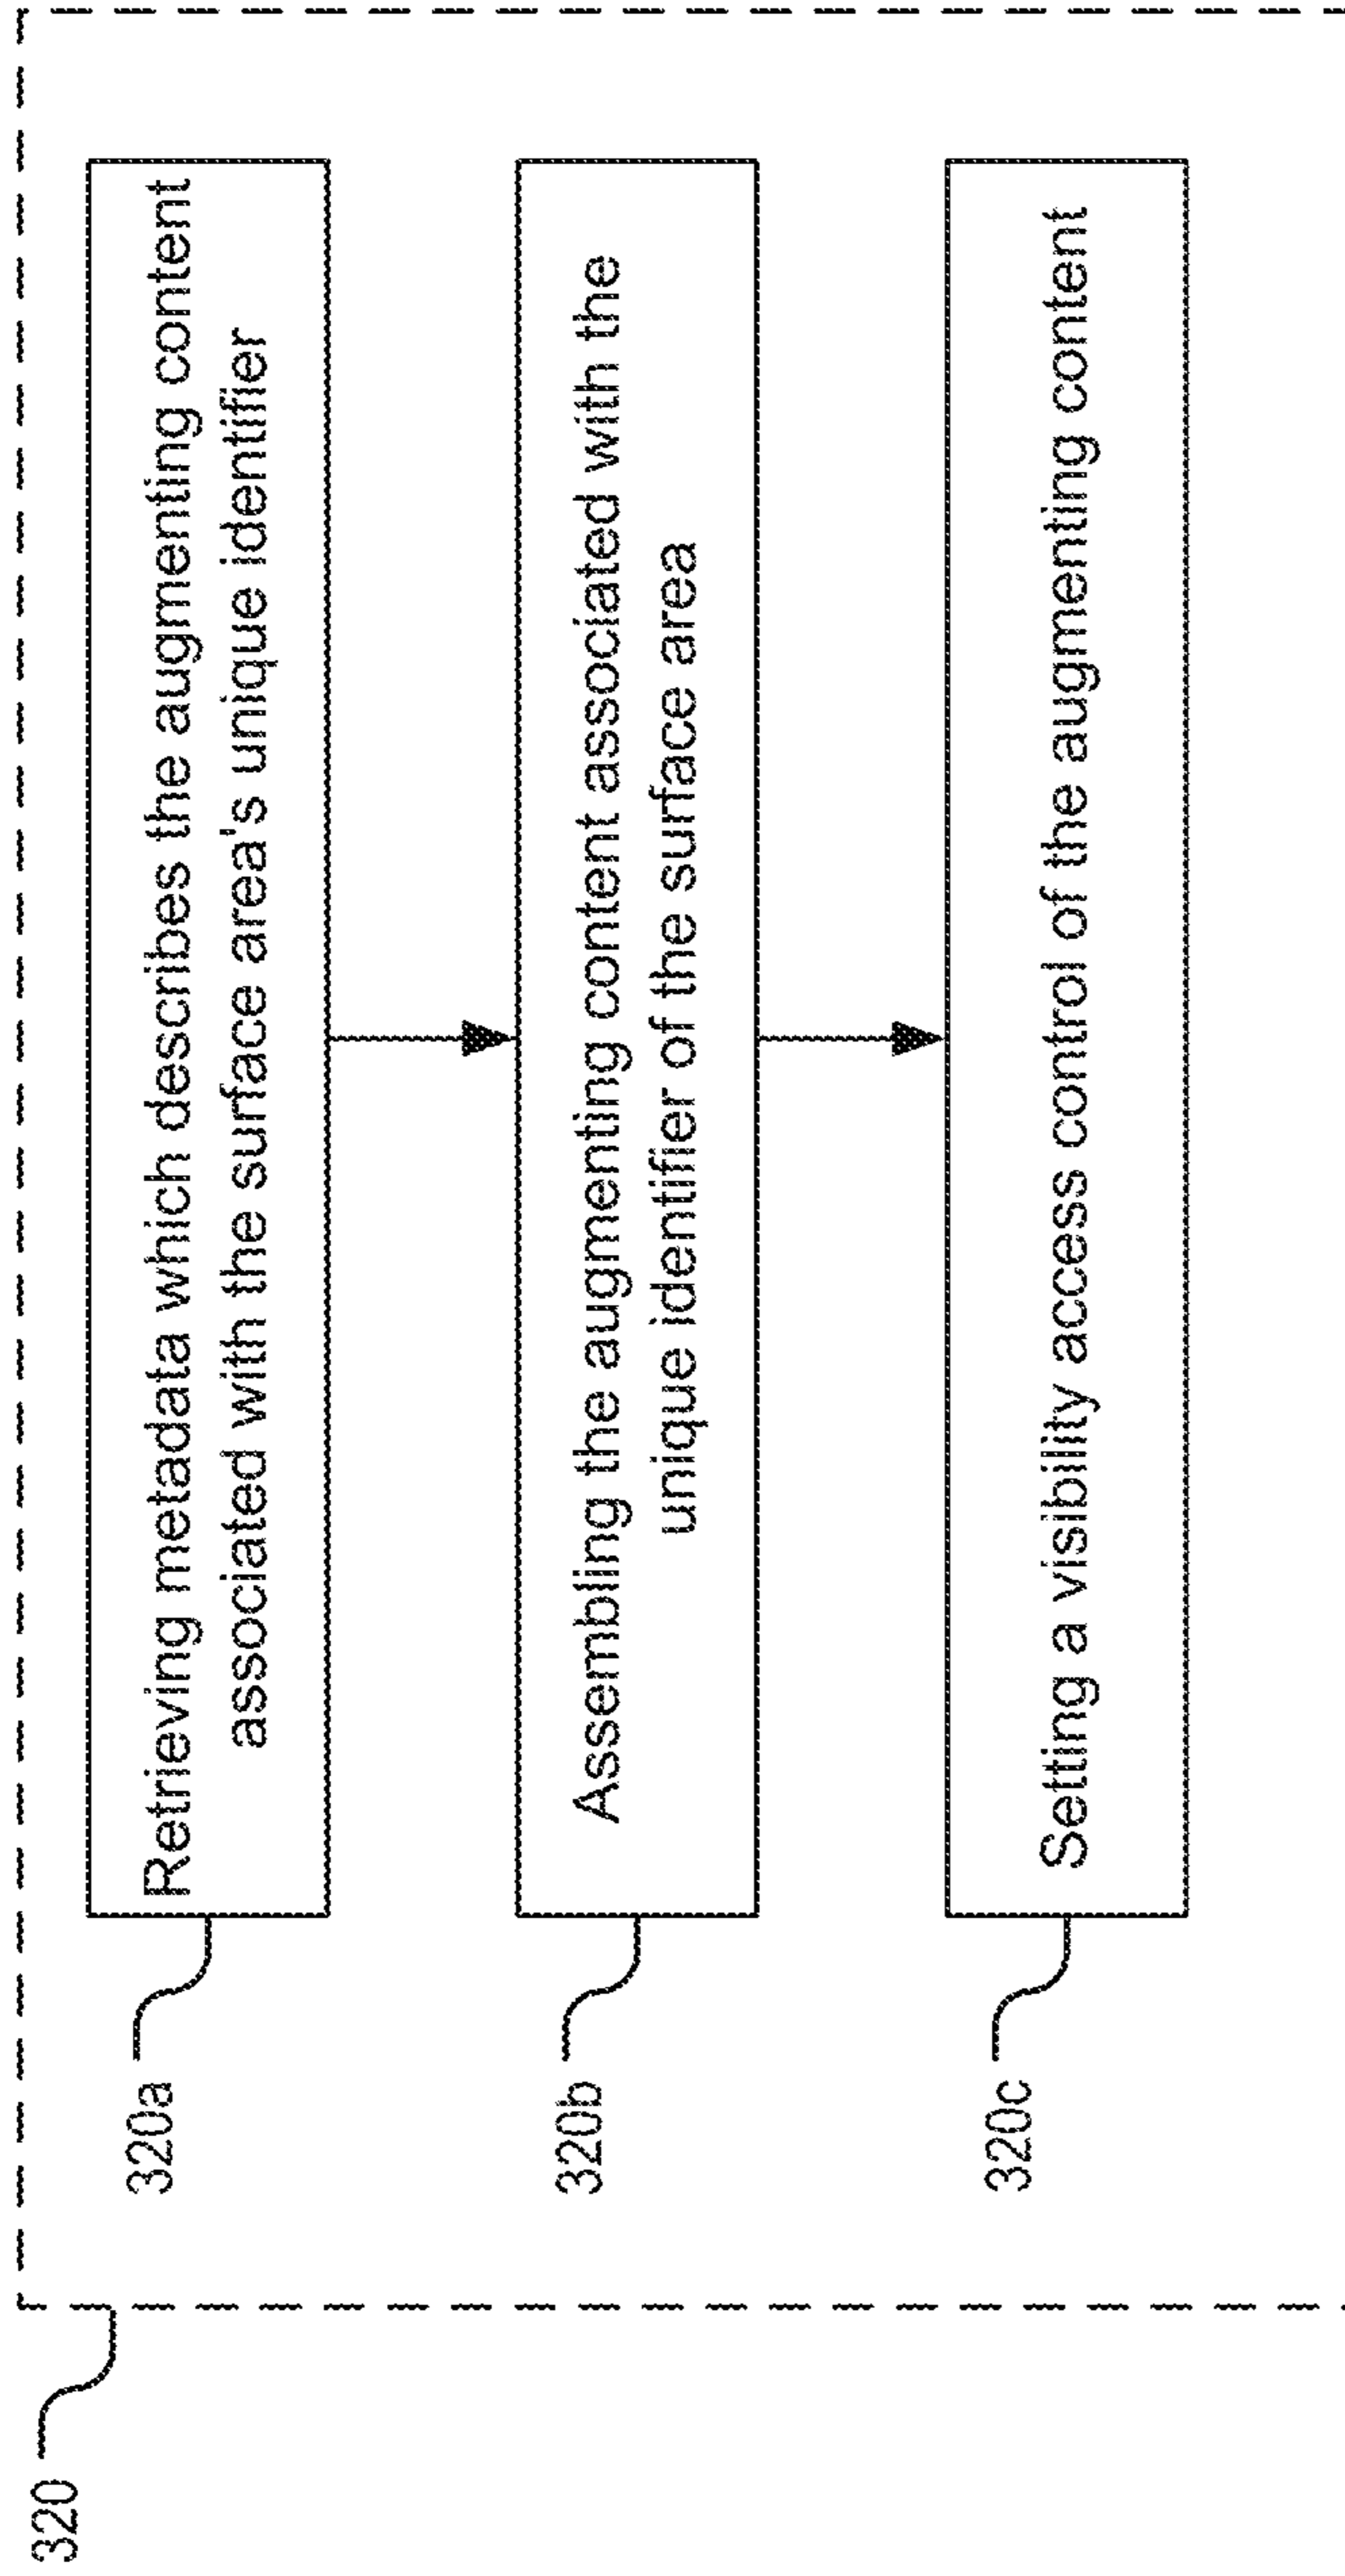 320
320a
Retrieving metadata which describes the augmenting content
associated with the surface area's unique identifier
320b
Assembling the augmenting content associated with the
unique identifier of the surface area
320c
Setting a visibility access control of the augmenting content